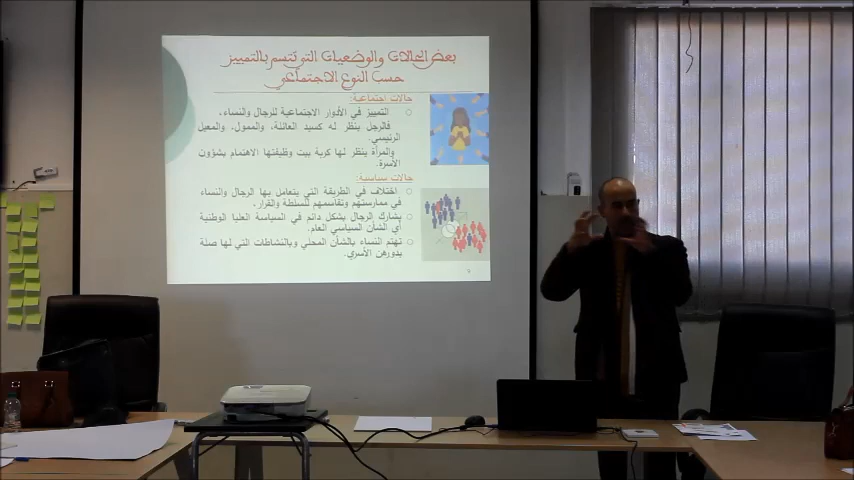 بعض الحالات والوضعيات التي تتسم بالتمييز
حسب النوع الاجتماعي
حالات اجتماعية:
التمييز في الأدوار الاجتماعية للرجال والنساء،
فالرجل ينظر له كسيد العائلة، والممول، والمعيل
الرئيسي.
والمرأة ينظر لها كربة بيت وظيفتها الاهتمام بشؤون
الأسرة.
حالات سياسية:
اختلاف في الطريقة التي يتعامل بها الرجال والنساء
في ممارستهم وتقاسمهم للسلطة والقرار،
يشارك الرجال بشكل دائم في السياسة العليا الوطنية
أي الشأن السياسي العام.
تهتم النساء بالشأن المحلي وبالنشاطات التي لها صلة
بدورهن الأسري.